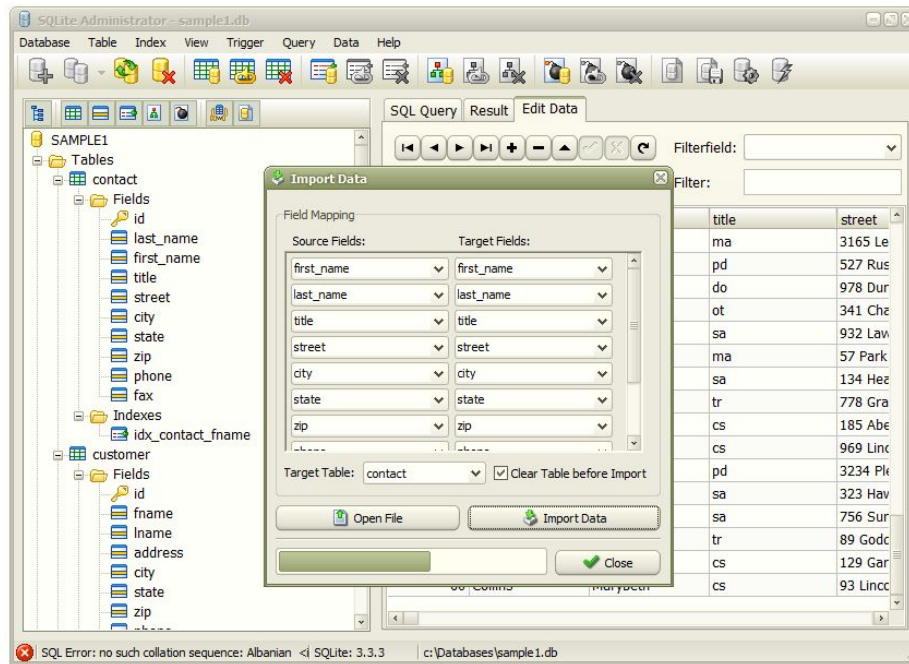 SQLite Administrator - sample1.db
Database Table Index View Trigger Query Data Help
SQL Query Result Edit Data
SAMPLE1
Tables
contact
Fields
id
last_name
first_name
title
street
city
state
zip
phone
fax
Indexes
idx_contact_fname
customer
Fields
id
fname
lname
address
city
state
zip
Filterfield:
Filter:
Import Data
Field Mapping
Source Fields: Target Fields:
first_name first_name
last_name last_name
title title
street street
city city
state state
zip zip
Target Table: contact Clear Table before Import
Open File Import Data
Close
title street
ma 3165 Le
pd 527 Rus
do 978 Dur
ot 341 Cha
sa 932 Law
ma 57 Park
sa 134 Hea
tr 778 Gra
cs 185 Abe
cs 969 Linc
pd 3234 Ple
sa 323 Hav
sa 756 Sur
tr 89 Godd
cs 129 Gar
cs 93 Linco
SQL Error: no such collation sequence: Albanian <i SQLite: 3.3.3 c:\Databases\sample1.db